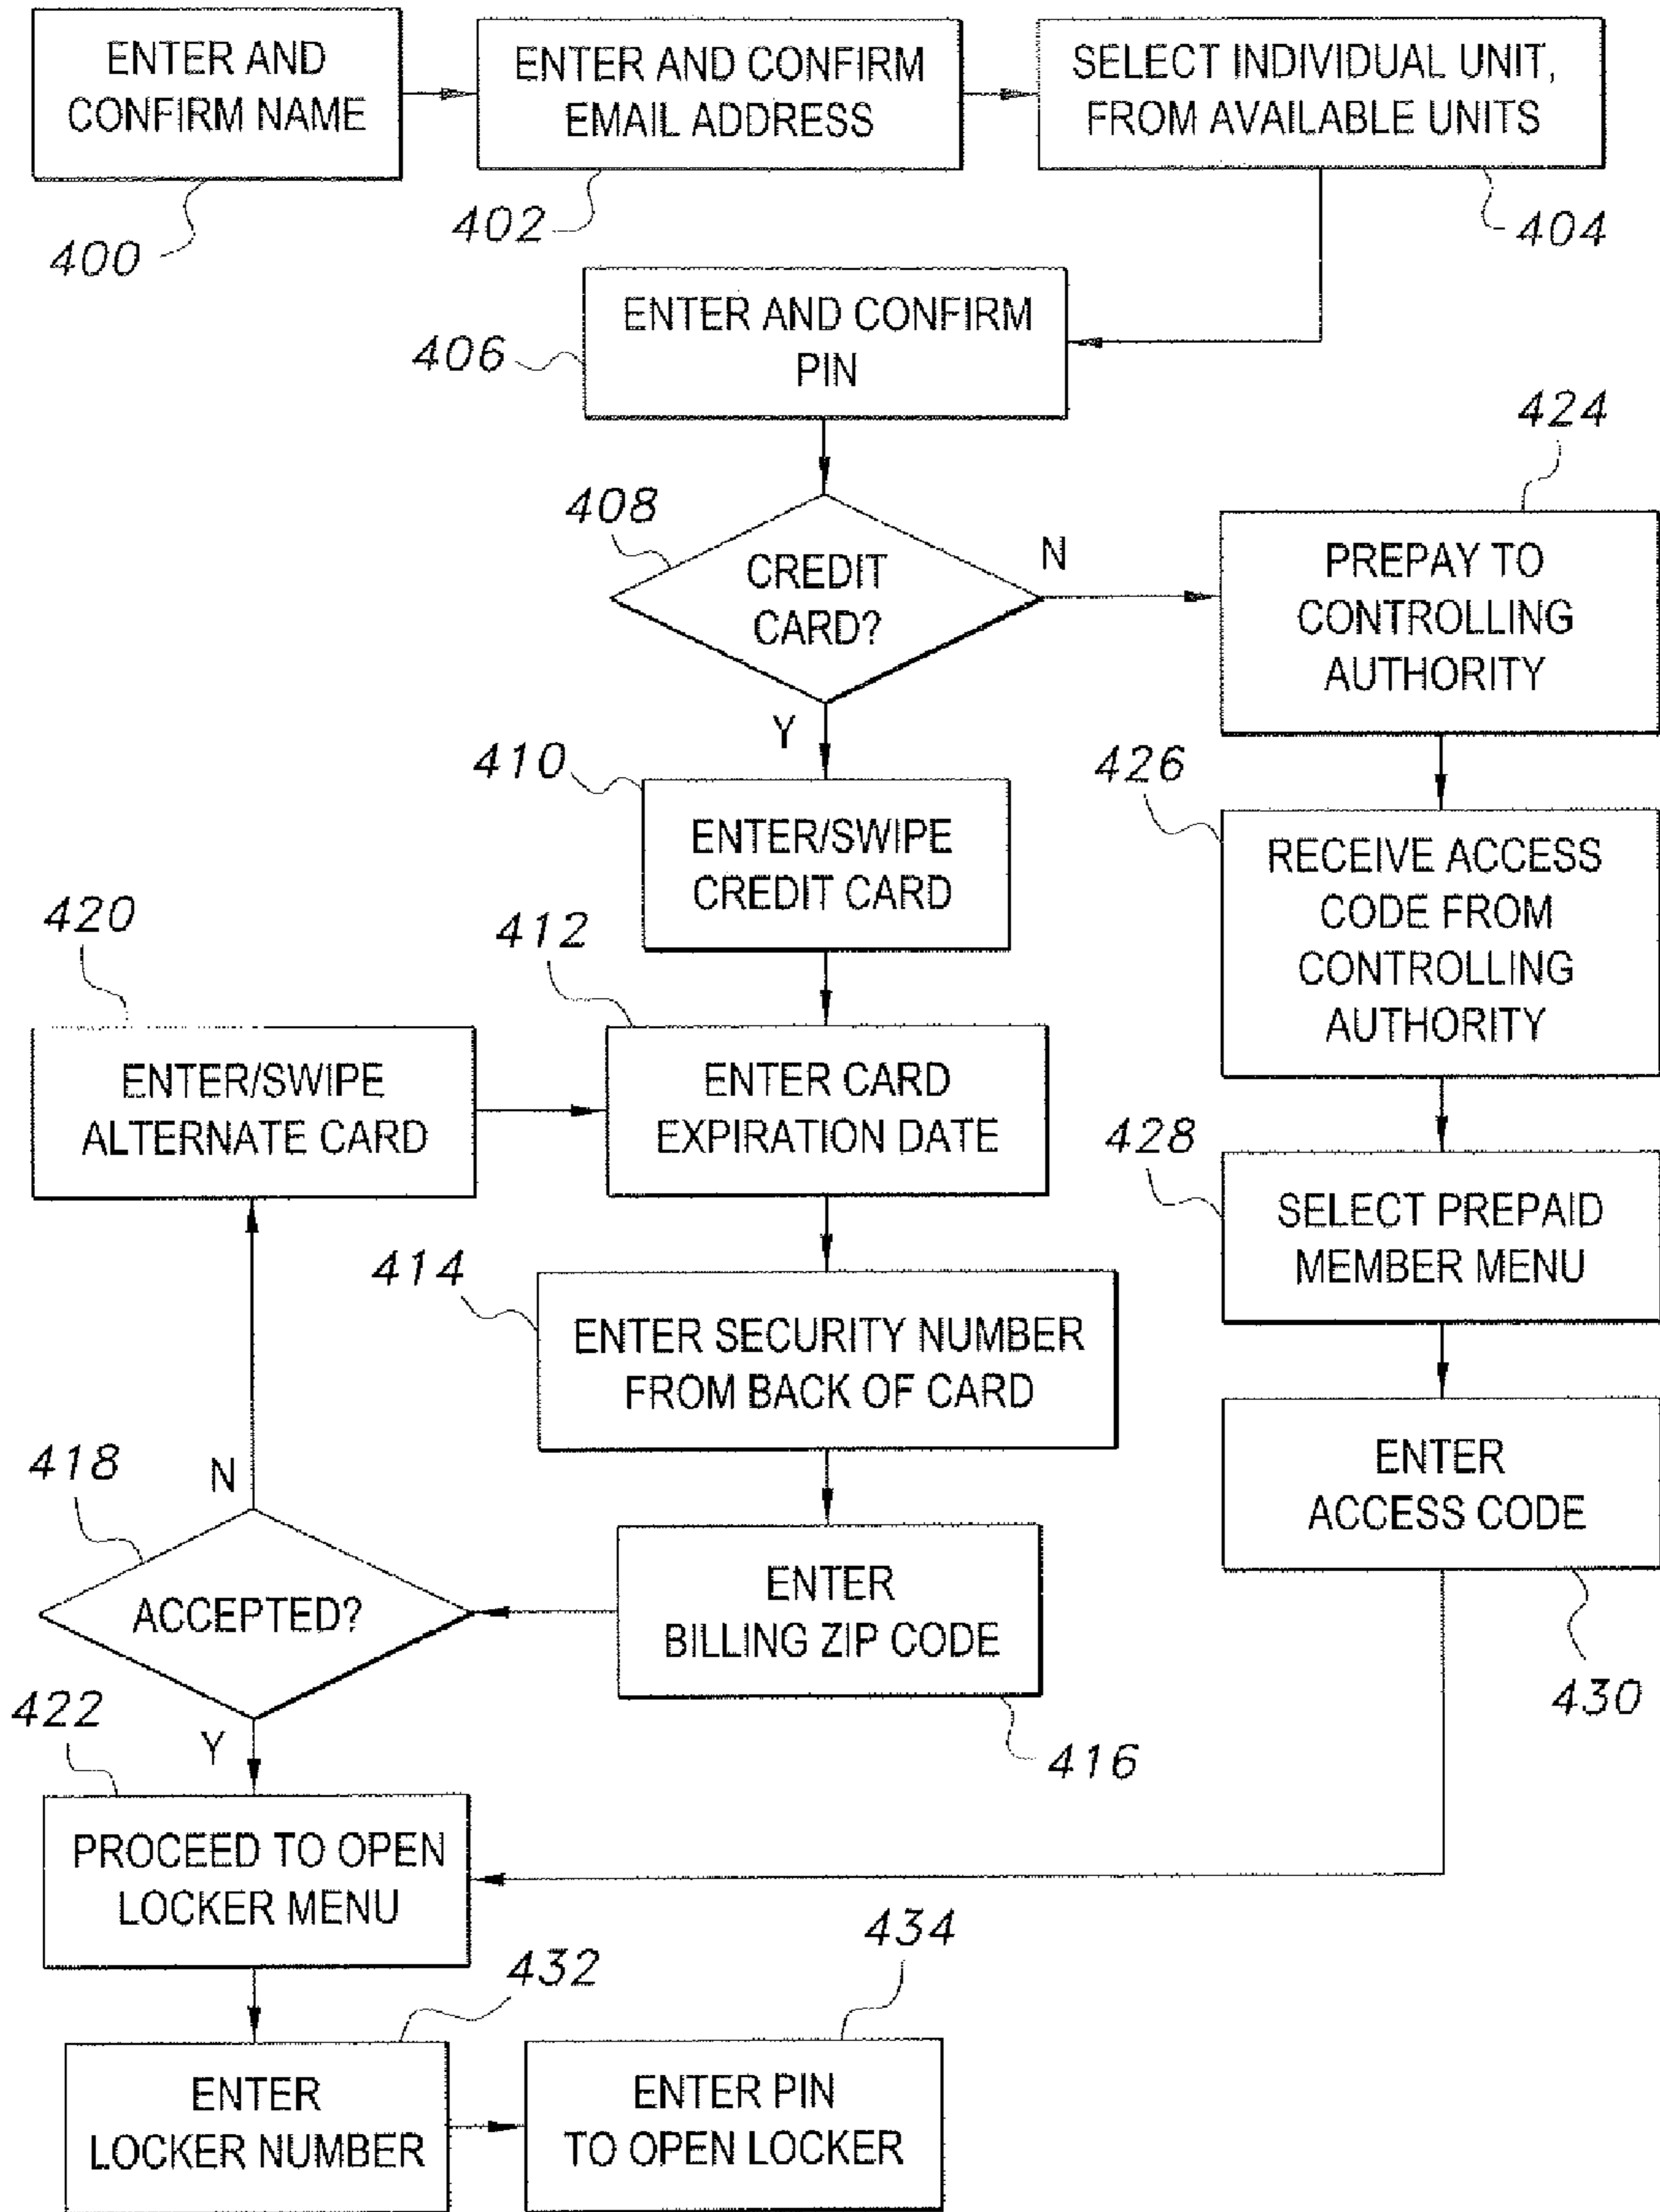 ENTER AND
CONFIRM NAME
400
ENTER AND CONFIRM
EMAIL ADDRESS
402
SELECT INDIVIDUAL UNIT,
FROM AVAILABLE UNITS
404
ENTER AND CONFIRM
PIN
406
CREDIT
CARD?
408
N
Y
PREPAY TO
CONTROLLING
AUTHORITY
424
ENTER/SWIPE
CREDIT CARD
410
RECEIVE ACCESS
CODE FROM
CONTROLLING
AUTHORITY
426
ENTER/SWIPE
ALTERNATE CARD
420
ENTER CARD
EXPIRATION DATE
412
SELECT PREPAID
MEMBER MENU
428
ENTER SECURITY NUMBER
FROM BACK OF CARD
414
ENTER
ACCESS CODE
430
ACCEPTED?
418
N
Y
ENTER
BILLING ZIP CODE
416
PROCEED TO OPEN
LOCKER MENU
422
ENTER
LOCKER NUMBER
432
ENTER PIN
TO OPEN LOCKER
434